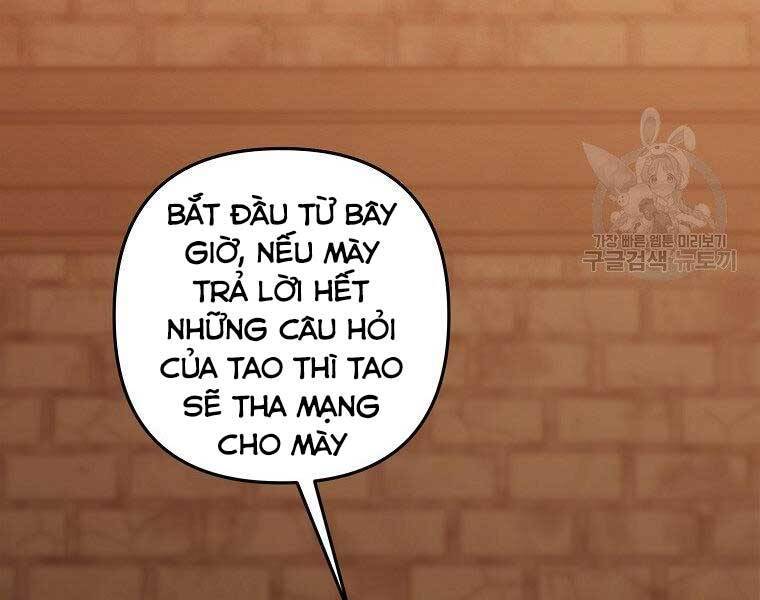 BẮT ĐẦU TỪ BÂY
GIỜ, NẾU MÀY
TRẢ LỜI HẾT
NHỮNG CÂU HỎI
CỦA TAO THÌ TAO
SẼ THA MẠNG
CHO MÀY
가장 빠른 웹툰 미리보기
구글검색 뉴토끼